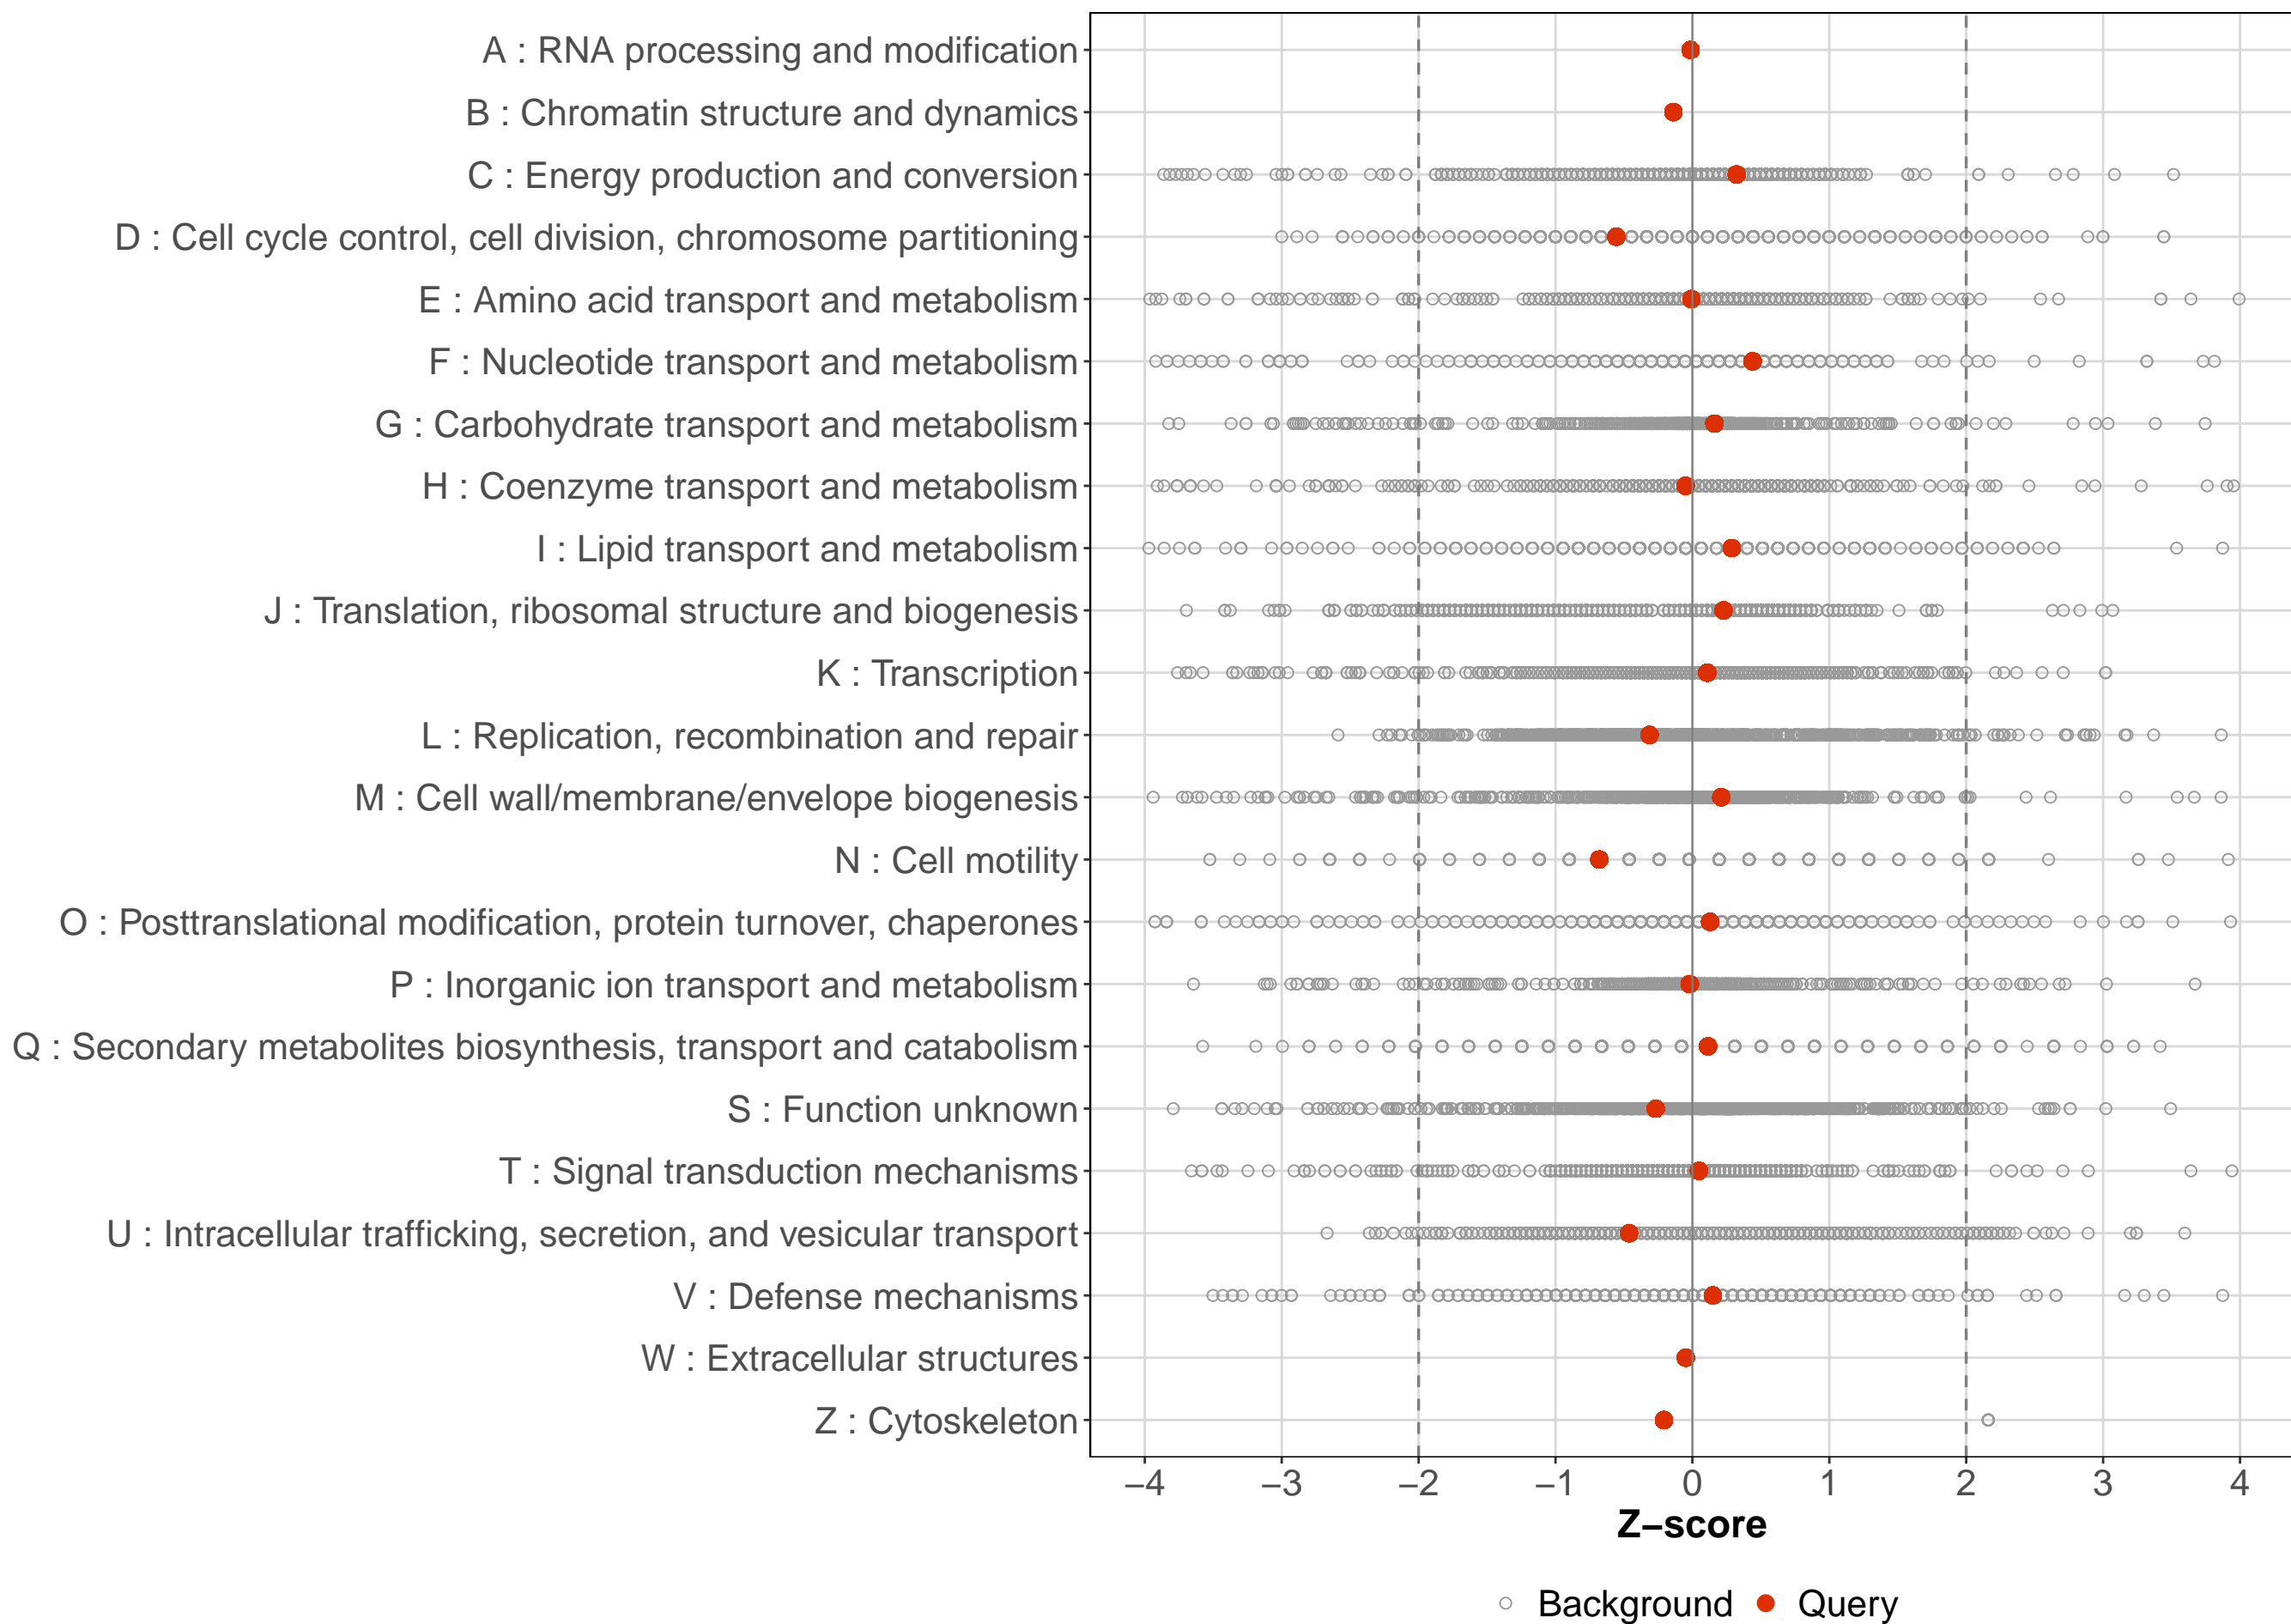 A : RNA processing and modification
B : Chromatin structure and dynamics
C : Energy production and conversion
D : Cell cycle control, cell division, chromosome partitioning
E : Amino acid transport and metabolism
F : Nucleotide transport and metabolism
G : Carbohydrate transport and metabolism
H : Coenzyme transport and metabolism
I : Lipid transport and metabolism
J : Translation, ribosomal structure and biogenesis
K : Transcription
L : Replication, recombination and repair
M : Cell wall/membrane/envelope biogenesis
N : Cell motility
O : Posttranslational modification, protein turnover, chaperones
P : Inorganic ion transport and metabolism
Q : Secondary metabolites biosynthesis, transport and catabolism
S : Function unknown
T : Signal transduction mechanisms
U : Intracellular trafficking, secretion, and vesicular transport
V : Defense mechanisms
W : Extracellular structures
Z : Cytoskeleton
−4 −3 −2 −1 0 1 2 3 4
Z−score
Background Query